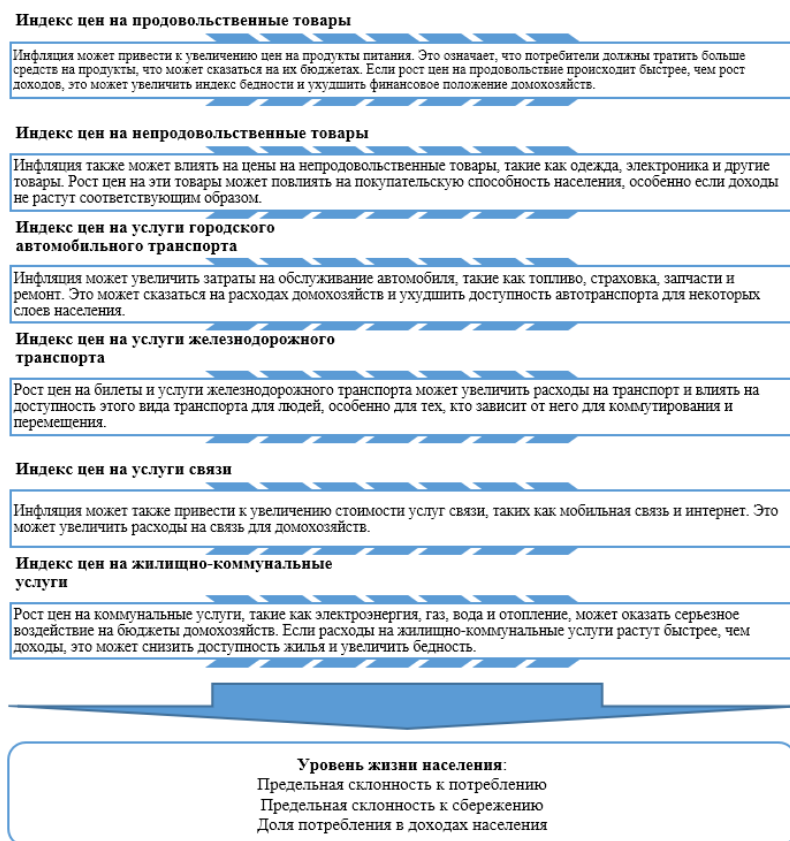 Индекс цен на продовольственные товары
Инфляция может привести к увеличению цен на продукты питания. Это означает, что потребители должны тратить больше
средств на продукты, что может сказаться на их бюджетах. Если рост цен на продовольствие происходит быстрее, чем рост
доходов, это может увеличить индекс бедности и ухудшить финансовое положение домохозяйств.
Индекс цен на непродовольственные товары
Инфляция также может влиять на цены на непродовольственные товары, такие как одежда, электроника и другие
товары. Рост цен на эти товары может повлиять на покупательскую способность населения, особенно если доходы
не растут соответствующим образом.
Индекс цен на услуги городского
автомобильного транспорта
Инфляция может увеличить затраты на обслуживание автомобиля, такие как топливо, страховка, запчасти и
ремонт. Это может сказаться на расходах домохозяйств и ухудшить доступность автотранспорта для некоторых
слоев населения.
Индекс цен на услуги железнодорожного
транспорта
Рост цен на билеты и услуги железнодорожного транспорта может увеличить расходы на транспорт и влиять на
доступность этого вида транспорта для людей, особенно для тех, кто зависит от него для коммутирования и
перемещения.
Индекс цен на услуги связи
Инфляция может также привести к увеличению стоимости услуг связи, таких как мобильная связь и интернет. Это
может увеличить расходы на связь для домохозяйств.
Индекс цен на жилищно-коммунальные
услуги
Рост цен на коммунальные услуги, такие как электроэнергия, газ, вода и отопление, может оказать серьезное
воздействие на бюджеты домохозяйств. Если расходы на жилищно-коммунальные услуги растут быстрее, чем
доходы, это может снизить доступность жилья и увеличить бедность.
Уровень жизни населения:
Предельная склонность к потреблению
Предельная склонность к сбережению
Доля потребления в доходах населения